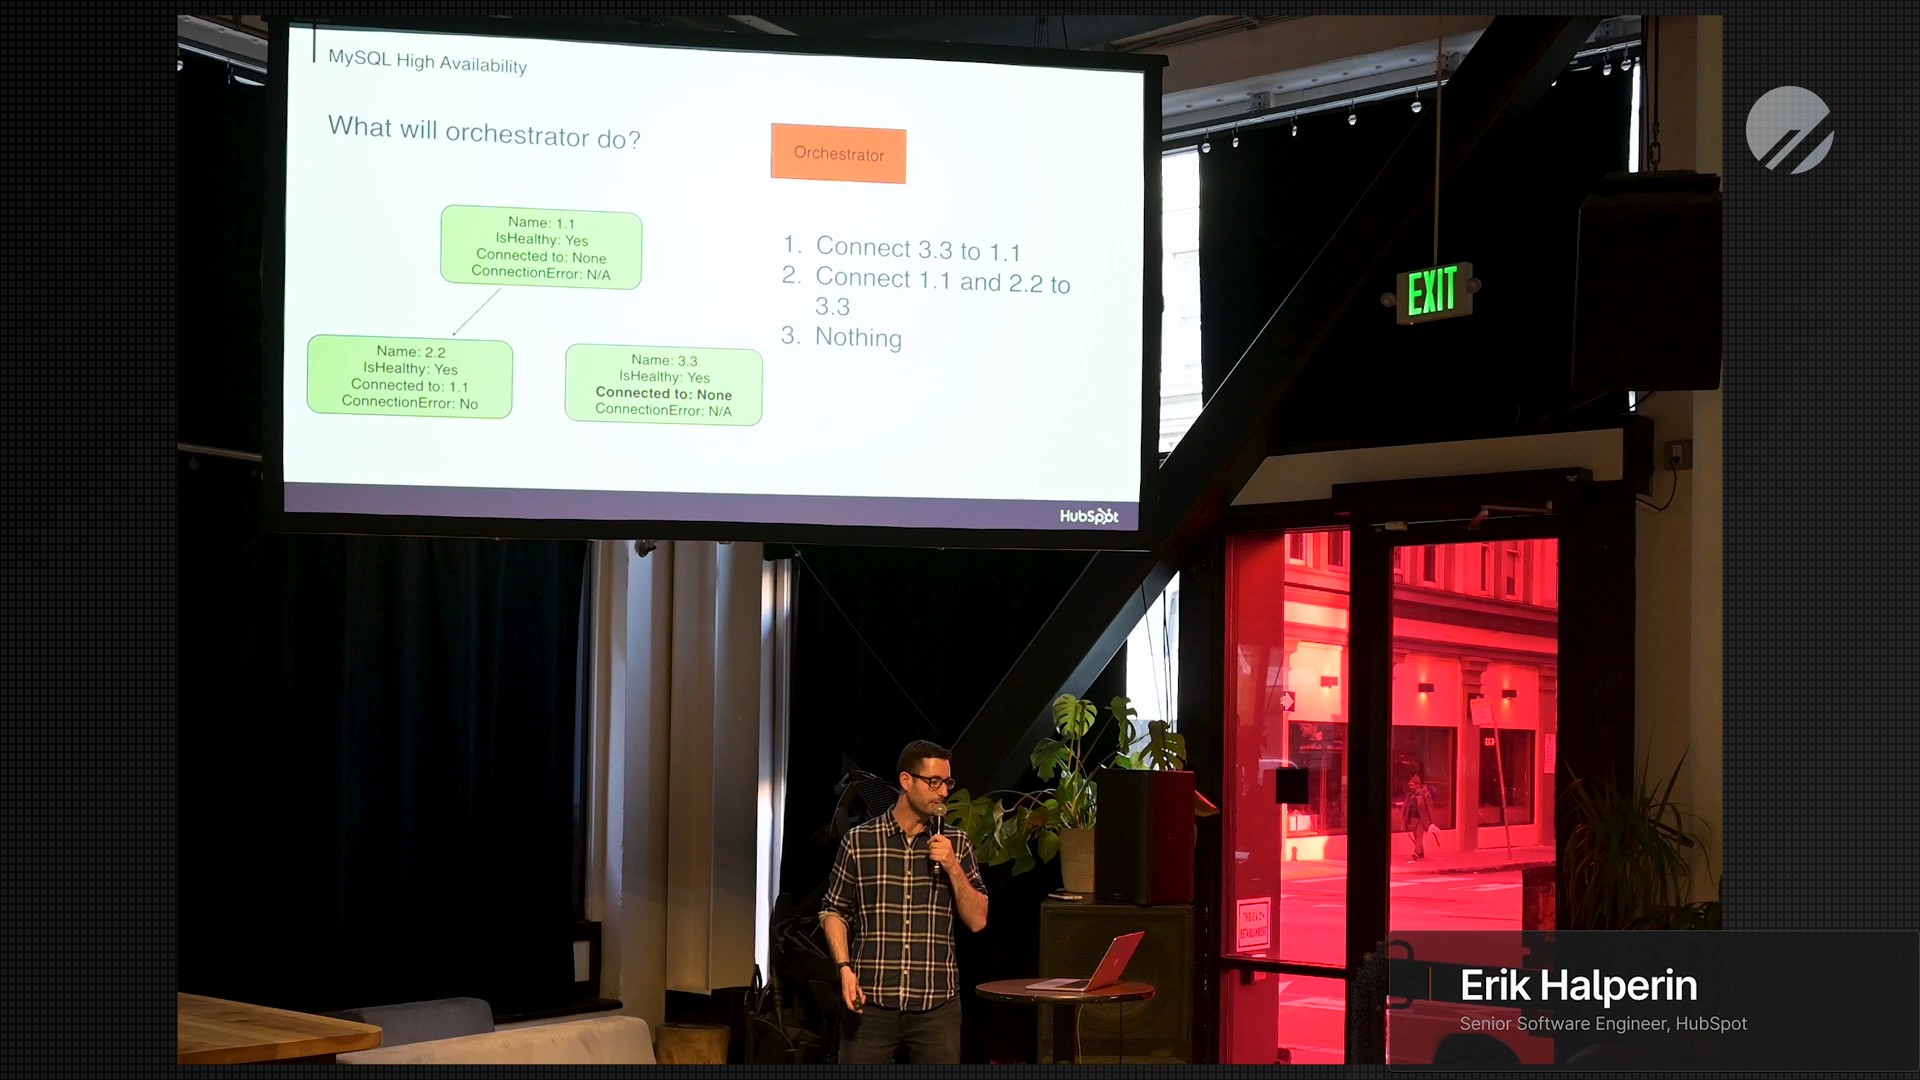 MySQL High Availability
What will orchestrator do?
Orchestrator
Name: 1.1
IsHealthy: Yes
Connected to: None
ConnectionError: N/A
Name: 2.2
IsHealthy: Yes
Connected to: 1.1
ConnectionError: No
Name: 3.3
IsHealthy: Yes
Connected to: None
ConnectionError: N/A
1. Connect 3.3 to 1.1
2. Connect 1.1 and 2.2 to
3.3
3. Nothing
HubSpot
EXIT
Erik Halperin
Senior Software Engineer, HubSpot